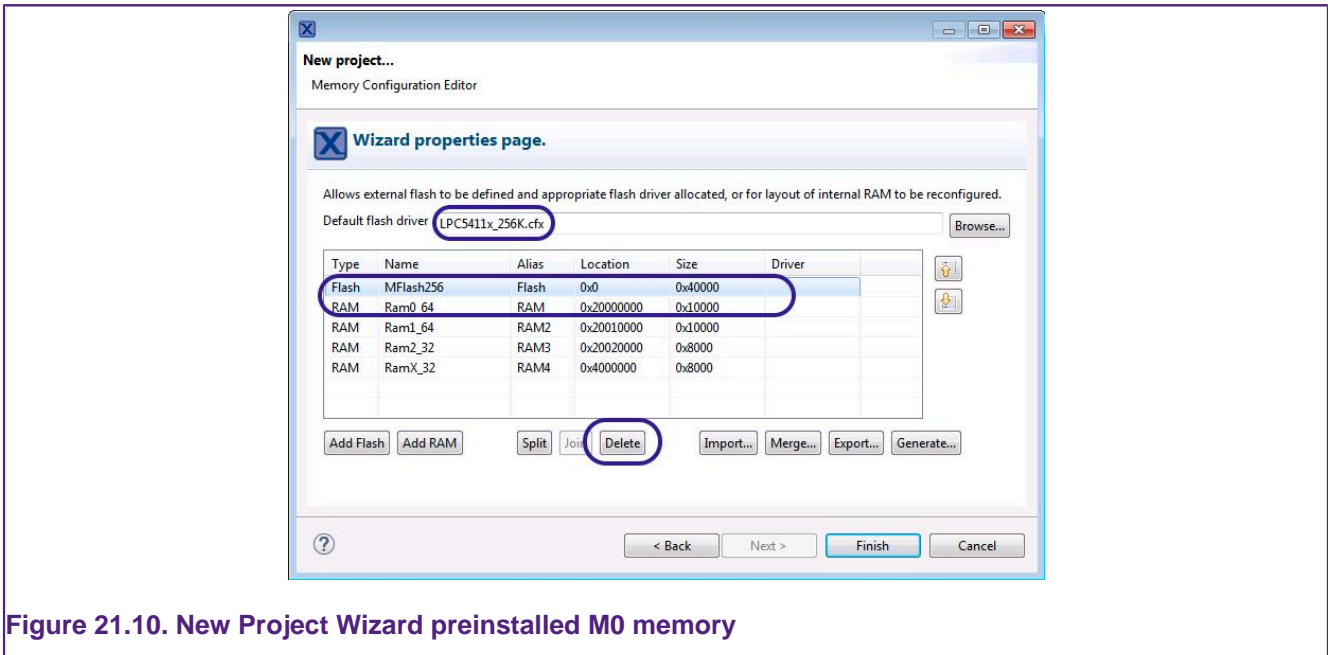 New project...
Memory Configuration Editor
Wizard properties page.
Allows external flash to be defined and appropriate flash driver allocated, or for layout of internal RAM to be reconfigured.
Default flash driver LPC5411x_256K.cfx Browse...
Type Name Alias Location Size Driver
Flash MFlash256 Flash 0x0 0x40000
RAM Ram0_64 RAM 0x20000000 0x10000
RAM Ram1_64 RAM2 0x20010000 0x10000
RAM Ram2_32 RAM3 0x20020000 0x8000
RAM RamX_32 RAM4 0x4000000 0x8000
Add Flash Add RAM Split Join Delete Import... Merge... Export... Generate...
< Back Next > Finish Cancel
Figure 21.10. New Project Wizard preinstalled M0 memory